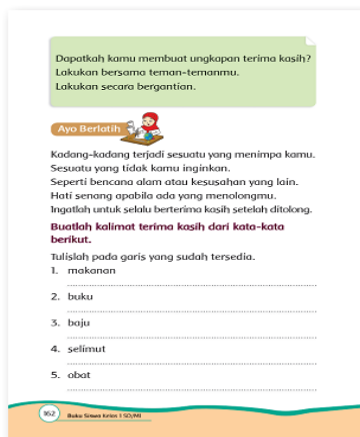 Dapatkah kamu membuat ungkapan terima kasih?
Lakukan bersama teman-temanmu.
Lakukan secara bergantian.
Ayo Berlatih
Kadang-kadang terjadi sesuatu yang menimpa kamu.
Sesuatu yang tidak kamu inginkan.
Seperti bencana alam atau kesusahan yang lain.
Hati senang apabila ada yang menolongmu.
Ingatlah untuk selalu berterima kasih setelah ditolong.
Buatlah kalimat terima kasih dari kata-kata
berikut.
Tulislah pada garis yang sudah tersedia.
1. makanan
2. buku
3. baju
4. selimut
5. obat
162 Buku Siswa Kelas 1 SD/MI